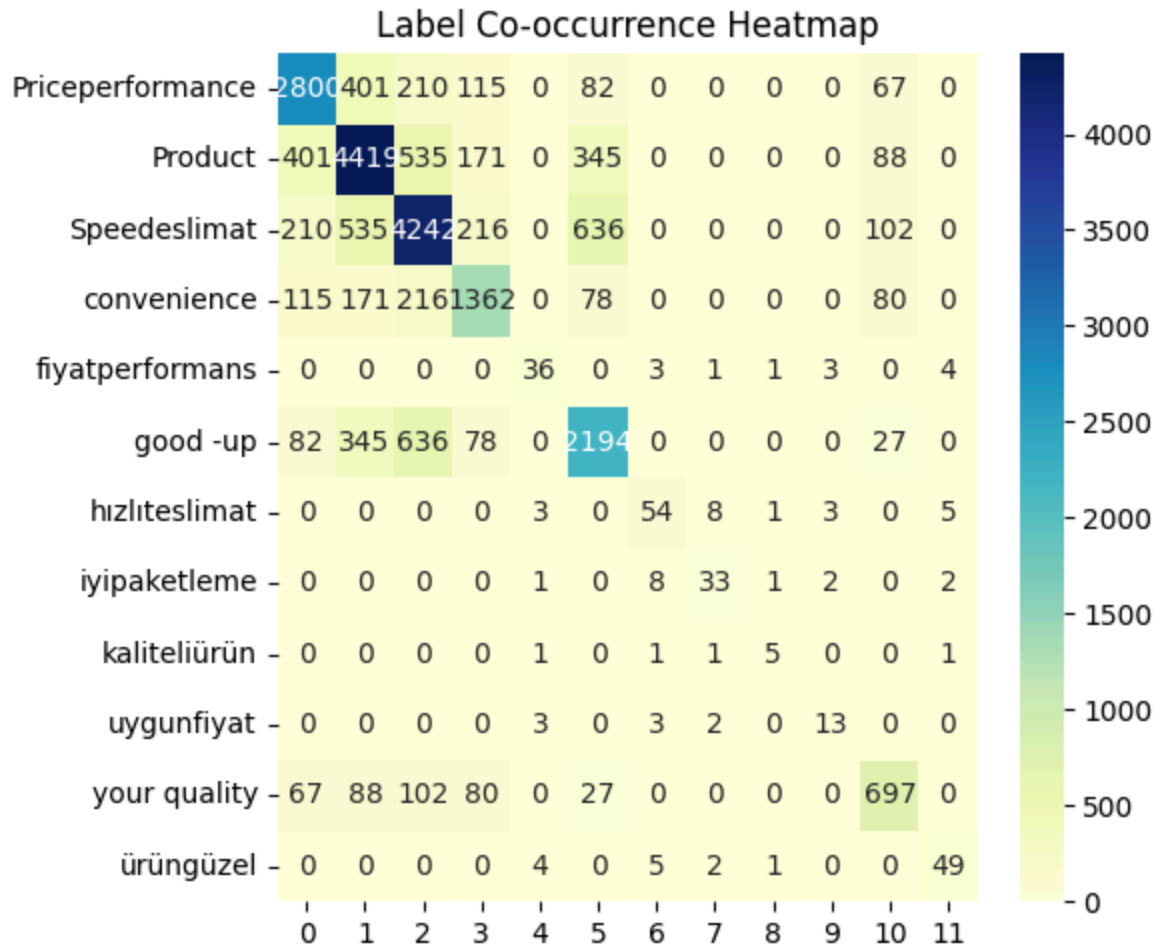 Label Co-occurrence Heatmap
Priceperformance 2800 401 210 115 0 82 0 0 0 0 67 0
Product 401 4419 535 171 0 345 0 0 0 0 88 0
Speedeslimat 210 535 4242 216 0 636 0 0 0 0 102 0
convenience 115 171 216 1362 0 78 0 0 0 0 80 0
fiyatperformans 0 0 0 0 36 0 3 1 1 3 0 4
good -up 82 345 636 78 0 2194 0 0 0 0 27 0
hızlıteslimat 0 0 0 0 3 0 54 8 1 3 0 5
iyipaketleme 0 0 0 0 1 0 8 33 1 2 0 2
kaliteliürün 0 0 0 0 1 0 1 1 5 0 0 1
uygunfiyat 0 0 0 0 3 0 3 2 0 13 0 0
your quality 67 88 102 80 0 27 0 0 0 0 697 0
ürüngüzel 0 0 0 0 4 0 5 2 1 0 0 49
0 1 2 3 4 5 6 7 8 9 10 11
4000
3500
3000
2500
2000
1500
1000
500
0